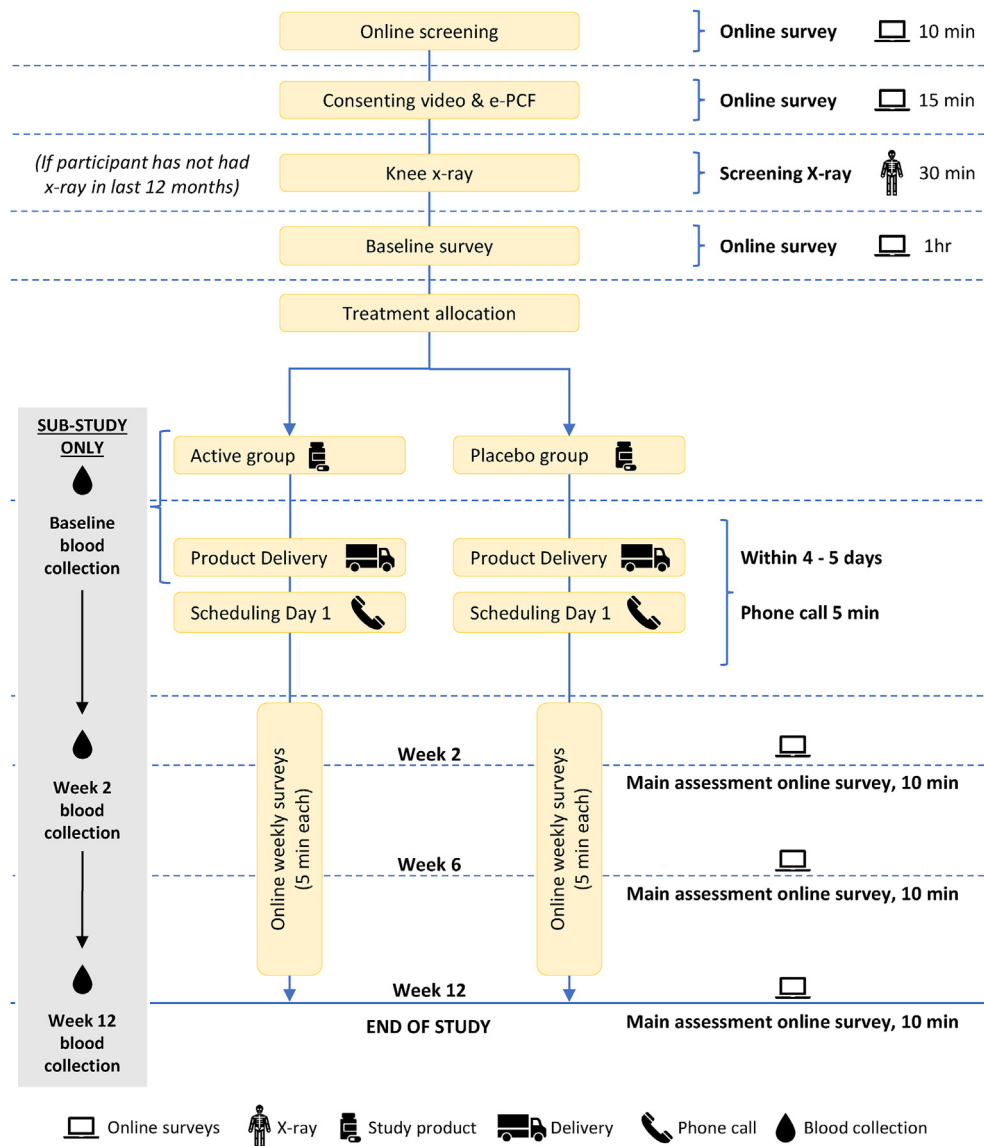 Online screening
Online survey
10 min
Consenting video & e-PCF
Online survey
15 min
(If participant has not had
x-ray in last 12 months)
Knee x-ray
Screening X-ray
30 min
Baseline survey
Online survey
1hr
Treatment allocation
SUB-STUDY
ONLY
Baseline
blood
collection
Week 2
blood
collection
Week 12
blood
collection
Active group
Placebo group
Product Delivery
Product Delivery
Within 4 - 5 days
Scheduling Day 1
Scheduling Day 1
Phone call 5 min
Online weekly surveys
(5 min each)
Online weekly surveys
(5 min each)
Week 2
Main assessment online survey, 10 min
Week 6
Main assessment online survey, 10 min
Week 12
END OF STUDY
Main assessment online survey, 10 min
Online surveys
X-ray
Study product
Delivery
Phone call
Blood collection